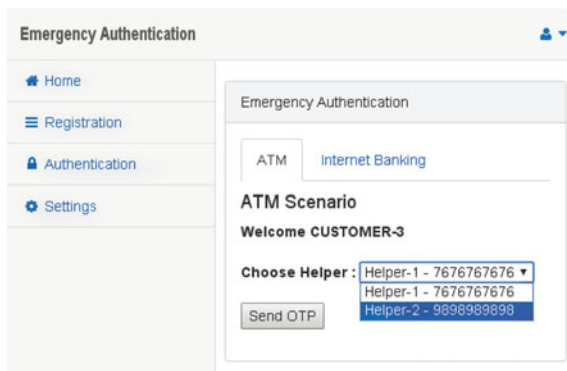 Emergency Authentication
Home
Registration
Authentication
Settings
Emergency Authentication
ATM Internet Banking
ATM Scenario
Welcome CUSTOMER-3
Choose Helper : Helper-1 - 7676767676
Helper-1 - 7676767676
Helper-2 - 9898989898
Send OTP